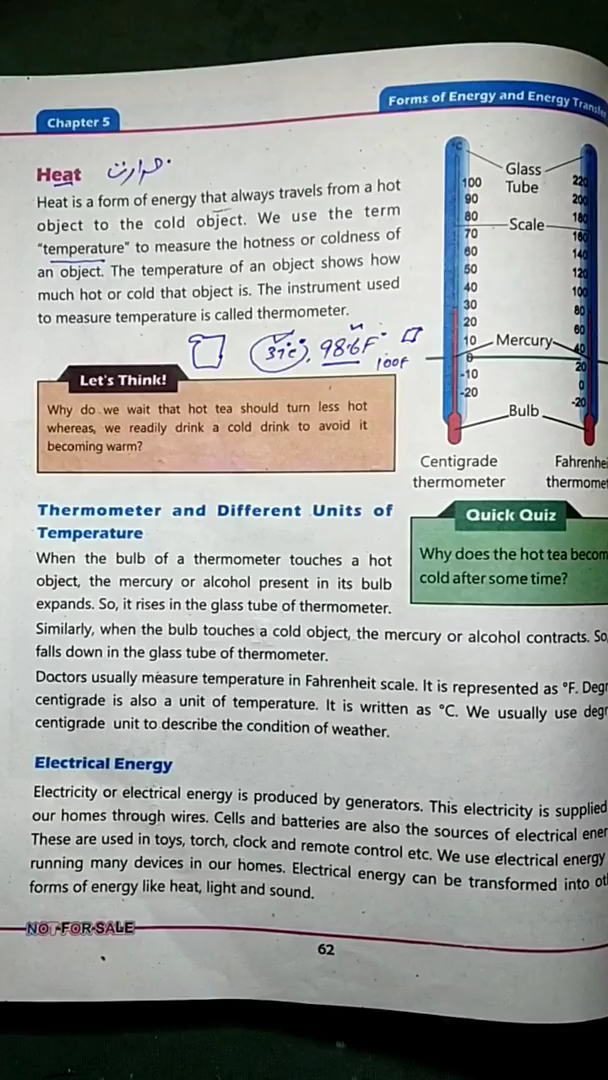 Chapter 5
Forms of Energy and Energy
Heat حرارت
Heat is a form of energy that always travels from a hot
object to the cold object. We use the term
"temperature" to measure the hotness or coldness of
an object. The temperature of an object shows how
much hot or cold that object is. The instrument used
to measure temperature is called thermometer.
37°C, 98.6F
100F
Let's Think!
Why do we wait that hot tea should turn less hot
whereas, we readily drink a cold drink to avoid it
becoming warm?
°C
Glass
Tube
Scale
Mercury
Bulb
100
90
80
70
60
50
40
30
20
10
0
-10
-20
200
180
160
140
120
100
80
60
40
20
0
-20
Centigrade
thermometer
Thermometer and Different Units of
Temperature
When the bulb of a thermometer touches a hot
object, the mercury or alcohol present in its bulb
expands. So, it rises in the glass tube of thermometer.
Quick Quiz
Why does the hot tea
cold after some time?
Similarly, when the bulb touches a cold object, the mercury or alcohol contracts. So
falls down in the glass tube of thermometer.
Doctors usually measure temperature in Fahrenheit scale. It is represented as °F.
centigrade is also a unit of temperature. It is written as °C. We usually use
centigrade unit to describe the condition of weather.
Electrical Energy
Electricity or electrical energy is produced by generators. This electricity is supplied
our homes through wires. Cells and batteries are also the sources of electrical
These are used in toys, torch, clock and remote control etc. We use electrical energy
running many devices in our homes. Electrical energy can be transformed into
forms of energy like heat, light and sound.
NOT FOR SALE
62